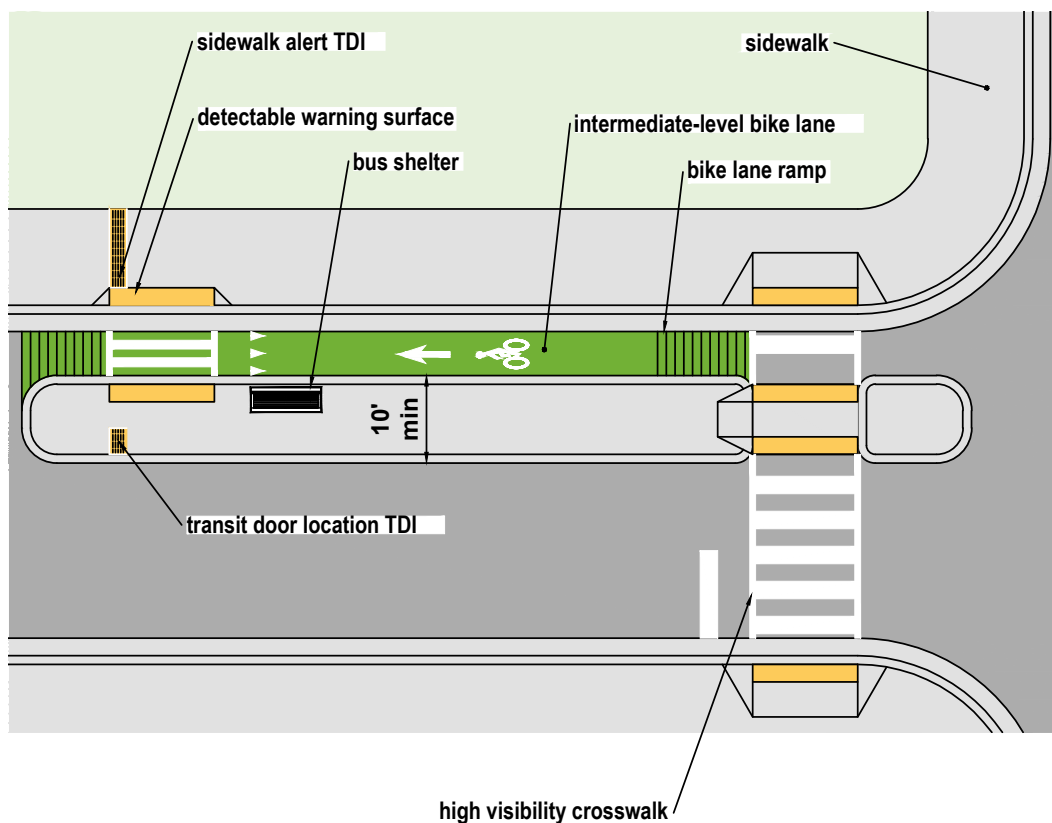 sidewalk alert TDI
sidewalk
detectable warning surface
intermediate-level bike lane
bus shelter
bike lane ramp
10'
min
transit door location TDI
high visibility crosswalk